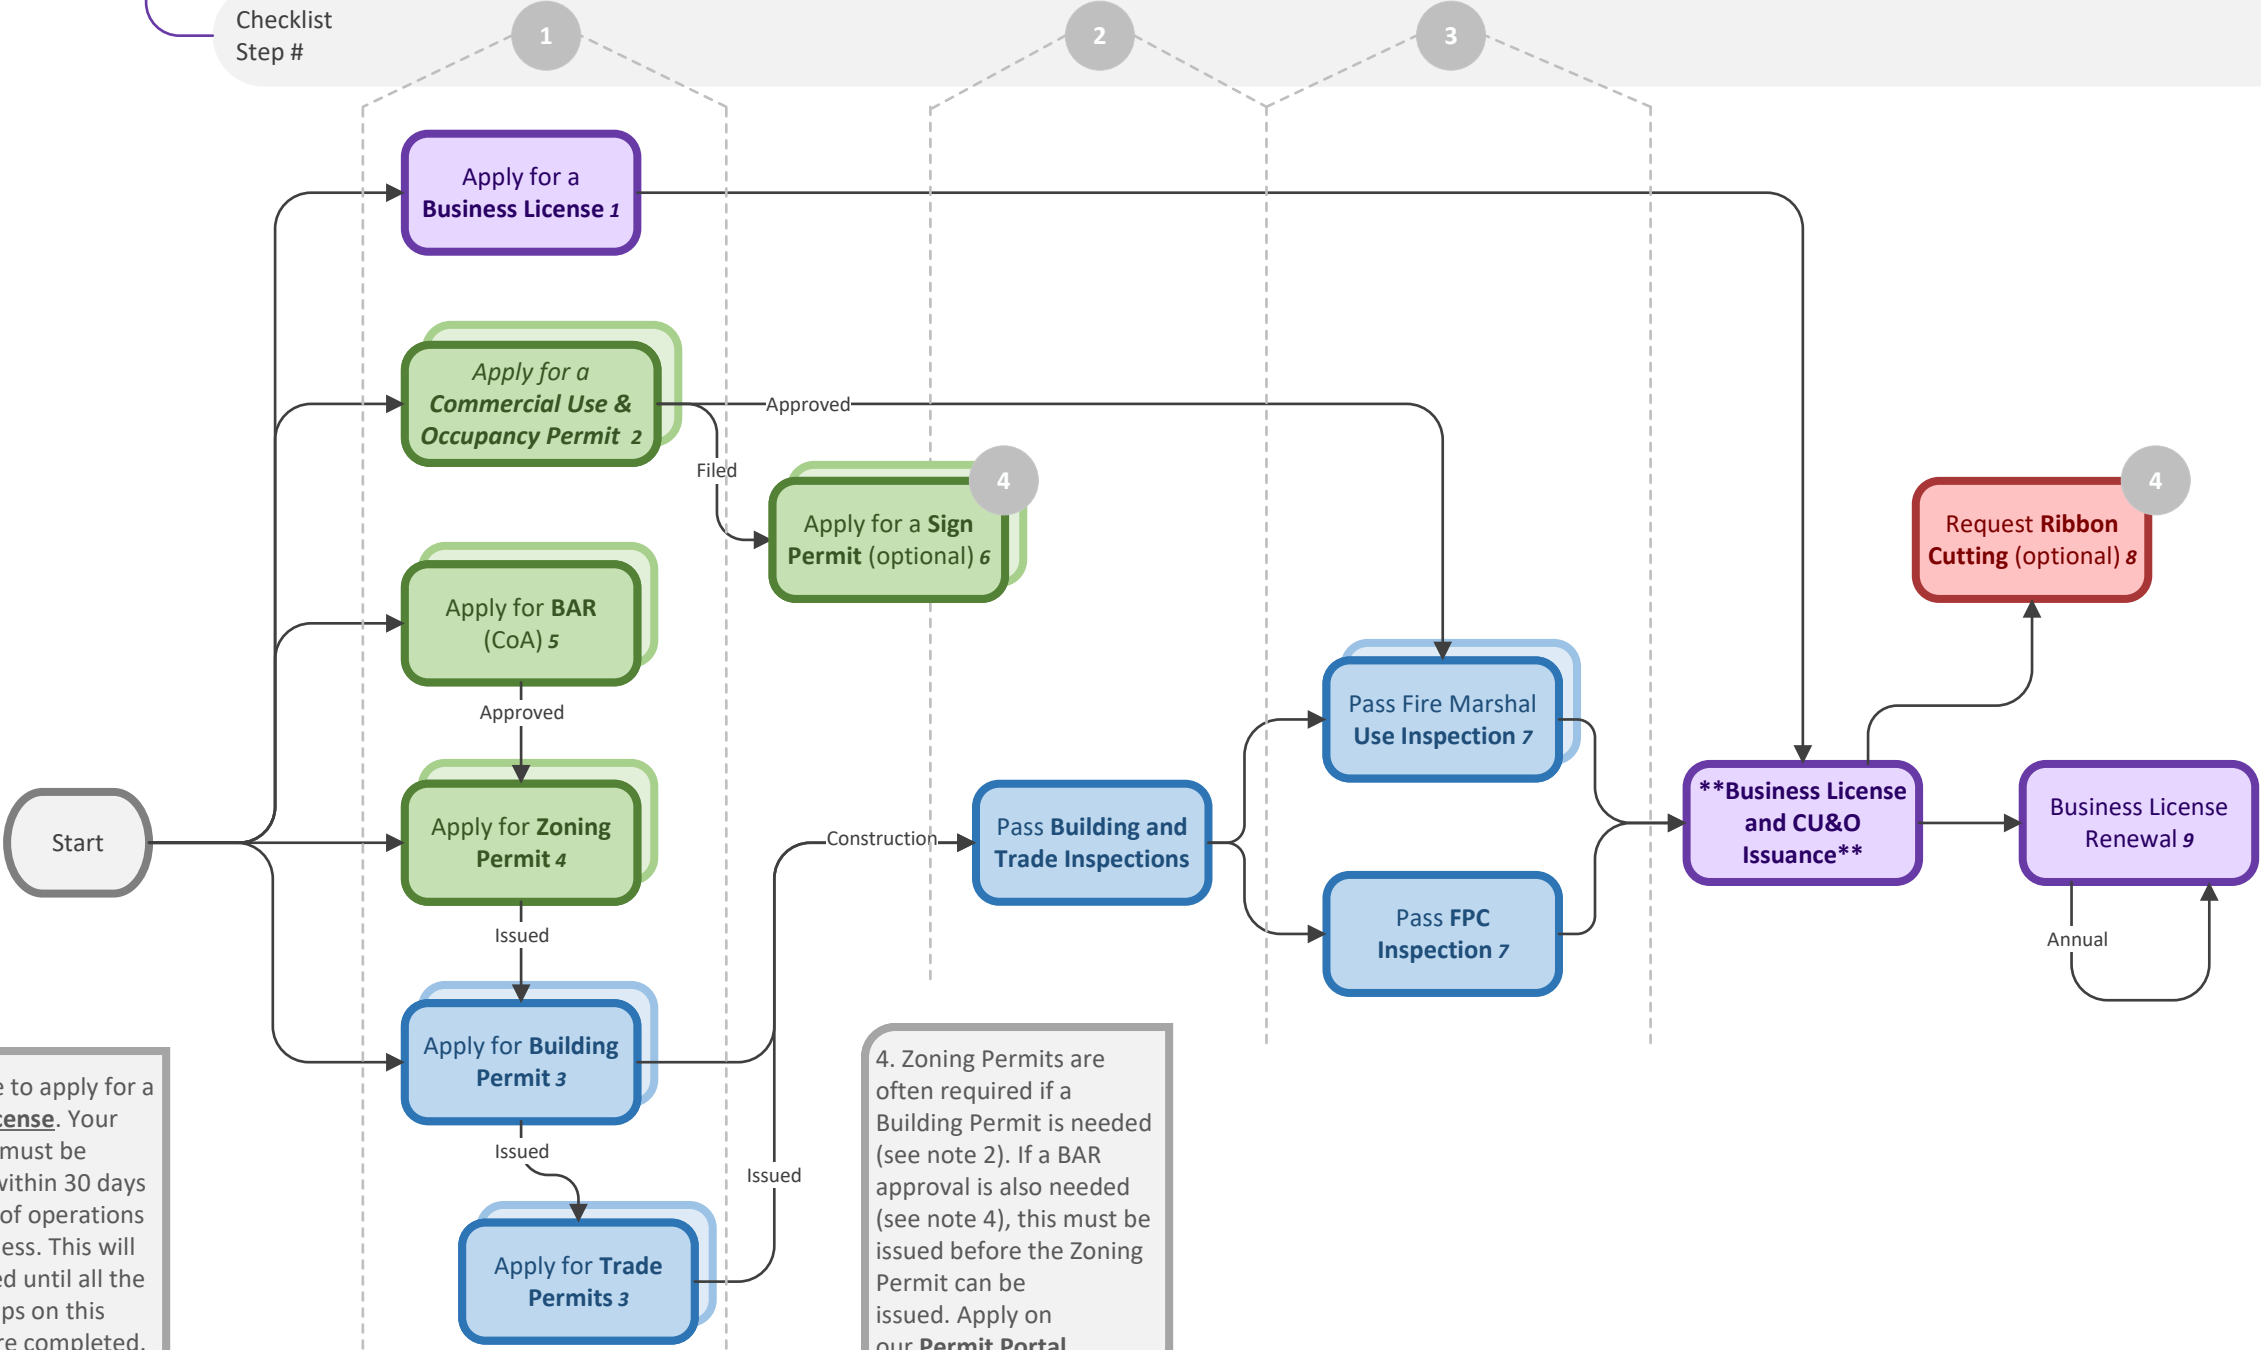 Checklist
Step #
1
2
3
Apply for a
Business License 1
Apply for a
Commercial Use &
Occupancy Permit 2
Approved
Filed
4
Apply for a Sign
Permit (optional) 6
4
Request Ribbon
Cutting (optional) 8
Apply for BAR
(CoA) 5
Approved
Pass Fire Marshal
Use Inspection 7
Start
Apply for Zoning
Permit 4
Construction
Pass Building and
Trade Inspections
**Business License
and CU&O
Issuance**
Business License
Renewal 9
Issued
Pass FPC
Inspection 7
Annual
Apply for Building
Permit 3
Issued
Issued
Apply for Trade
Permits 3
e to apply for a
cense. Your
must be
within 30 days
of operations
ess. This will
ed until all the
ps on this
re completed.
4. Zoning Permits are
often required if a
Building Permit is needed
(see note 2). If a BAR
approval is also needed
(see note 4), this must be
issued before the Zoning
Permit can be
issued. Apply on
our Permit Portal